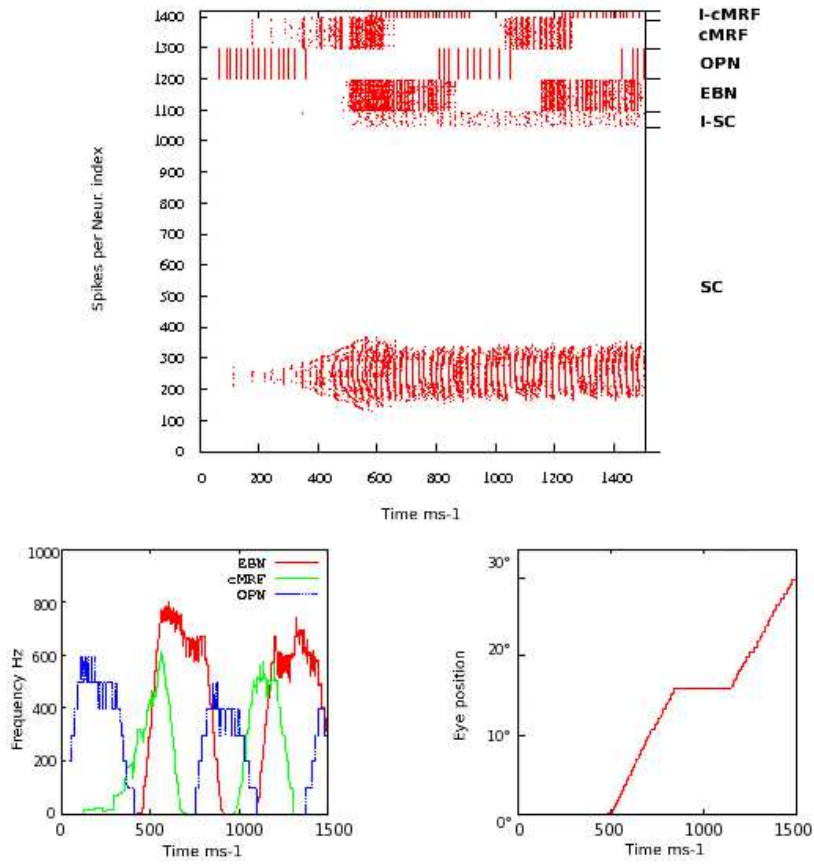 1400
1300
1200
1100
1000
900
800
700
600
500
400
300
200
100
0
Spikes per Neur. index
0 200 400 600 800 1000 1200 1400
Time ms-1
I-cMRF
cMRF
OPN
EBN
I-SC
SC
1000
800
600
400
200
0
Frequency Hz
EBN
cMRF
OPN
0 500 1000 1500
Time ms-1
30°
20°
10°
0°
Eye position
0 500 1000 1500
Time ms-1